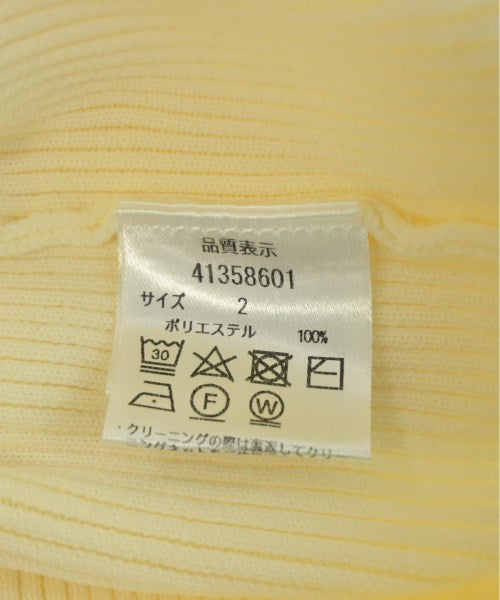 品質表示
41358601
サイズ 2
ポリエステル 100%
30
F W
・クリーニングの際は裏返してクリー